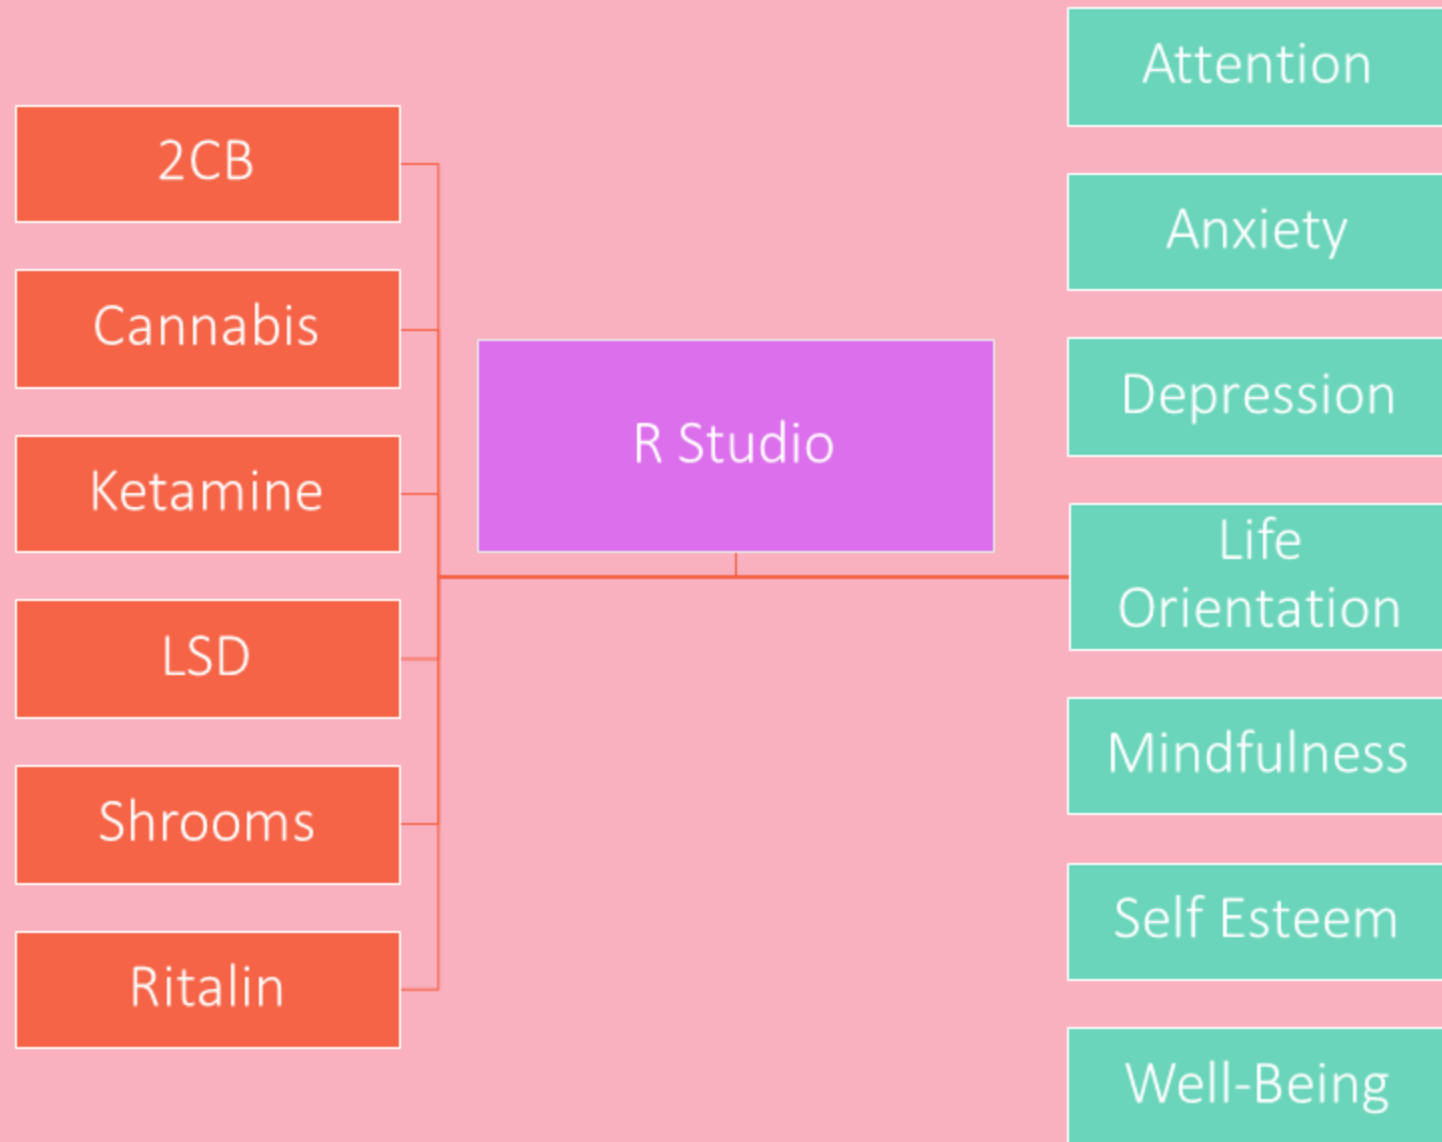 2CB
Cannabis
Ketamine
LSD
Shrooms
Ritalin
R Studio
Attention
Anxiety
Depression
Life
Orientation
Mindfulness
Self Esteem
Well-Being